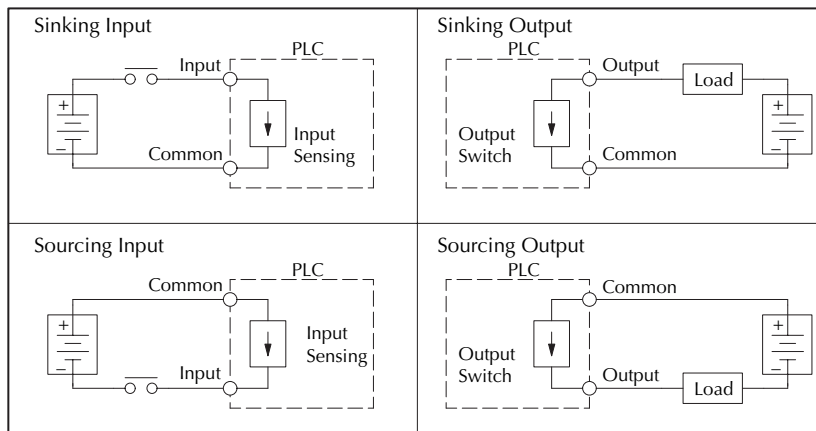 Sinking Input
PLC
Input
+
−
Input
Sensing
Common
Sinking Output
PLC
Output
Load
+
−
Output
Switch
Common
Sourcing Input
PLC
Common
+
−
Input
Sensing
Input
Sourcing Output
PLC
Common
+
−
Output
Switch
Output
Load